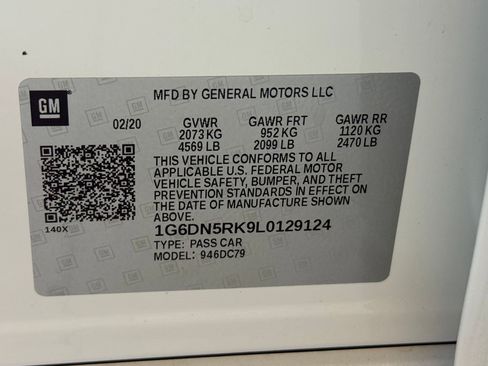 GM
MFD BY GENERAL MOTORS LLC
02/20 GVWR GAWR FRT GAWR RR
2073 KG 952 KG 1120 KG
4569 LB 2099 LB 2470 LB
THIS VEHICLE CONFORMS TO ALL
APPLICABLE U.S. FEDERAL MOTOR
VEHICLE SAFETY, BUMPER, AND THEFT
PREVENTION STANDARDS IN EFFECT ON
THE DATE OF MANUFACTURE SHOWN
ABOVE.
140X
1G6DN5RK9L0129124
TYPE: PASS CAR
MODEL: 946DC79